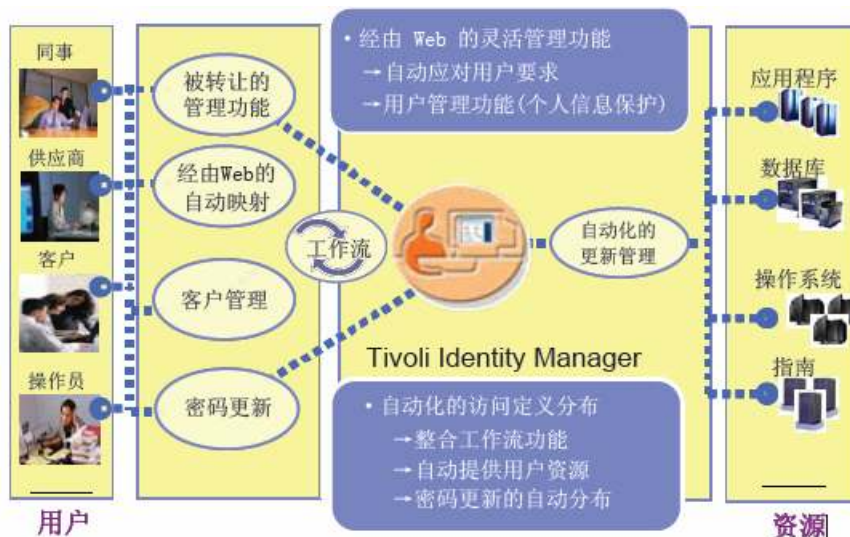 同事
供应商
客户
操作员
用户
被转让的
管理功能
经由Web的
自动映射
客户管理
密码更新
• 经由 Web 的灵活管理功能
→自动应对用户要求
→用户管理功能(个人信息保护)
工作流
自动化的
更新管理
Tivoli Identity Manager
• 自动化的访问定义分布
→整合工作流功能
→自动提供用户资源
→密码更新的自动分布
应用程序
数据库
操作系统
指南
资源